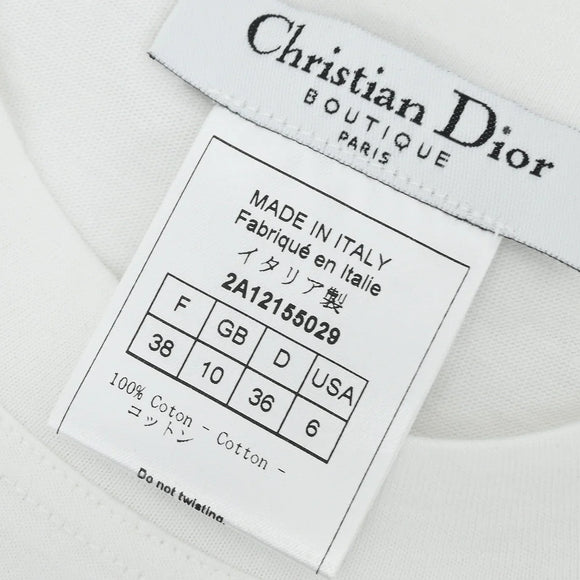 Christian Dior
BOUTIQUE
PARIS
MADE IN ITALY
Fabriqué en Italie
イタリア製
2A12155029
F GB D USA
38 10 36 6
100% Coton - Cotton -
コットン
Do not twisting.